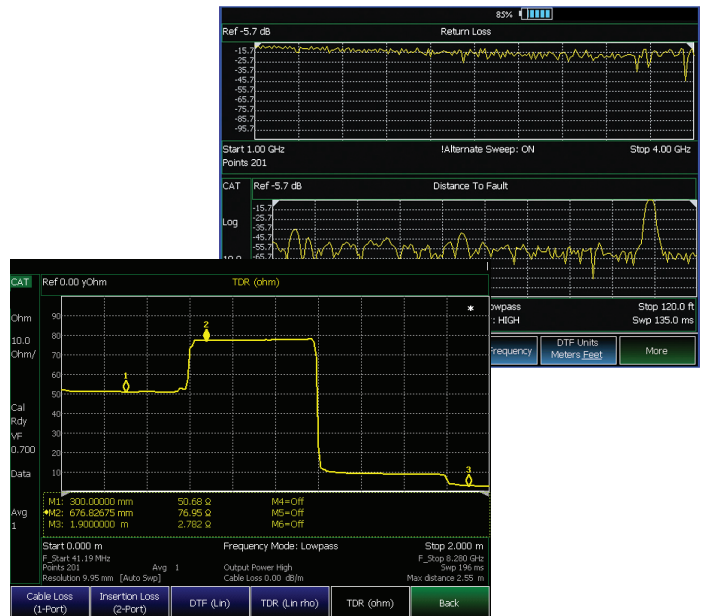 85%
Ref -5.7 dB Return Loss
-15.7
-25.7
-35.7
-45.7
-55.7
-65.7
-75.7
-85.7
-95.7
Start 1.00 GHz !Alternate Sweep: ON Stop 4.00 GHz
Points 201
CAT Ref -5.7 dB Distance To Fault
Log
-15.7
-25.7
-35.7
-45.7
-55.7
Stop 120.0 ft
: HIGH Swp 135.0 ms
Frequency
DTF Units
Meters Feet
More
CAT Ref 0.00 yOhm TDR (ohm)
Ohm
10.0
Ohm/
Cal
Rdy
VF
0.700
Data
Avg
1
90
80
70
60
50
40
30
20
10
1
2
3
*
M1: 300.00000 mm 50.68 Ω M4=Off
M2: 676.82675 mm 76.95 Ω M5=Off
M3: 1.9000000 m 2.782 Ω M6=Off
Start 0.000 m Frequency Mode: Lowpass Stop 2.000 m
F_Start 41.19 MHz F_Stop 8.280 GHz
Points 201 Avg 1 Output Power High Swp 196 ms
Resolution 9.95 mm [Auto Swp] Cable Loss 0.00 dB/m Max distance 2.55 m
Cable Loss
(1-Port)
Insertion Loss
(2-Port)
DTF (Lin)
TDR (Lin rho)
TDR (ohm)
Back